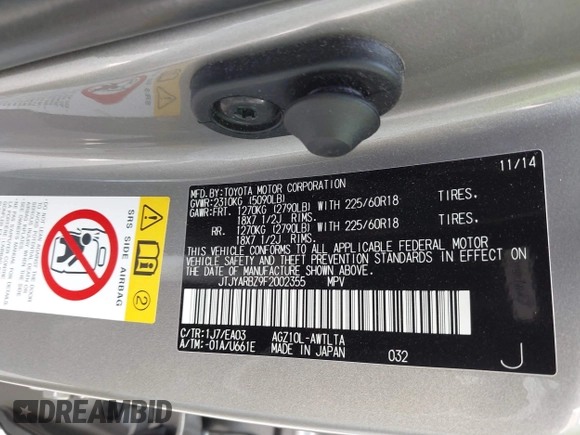 11/14
MFD.BY:TOYOTA MOTOR CORPORATION
GVWR:2310KG (5090LB)
GAWR:FRT. 1270KG (2790LB) WITH 225/60R18 TIRES.
18X7 1/2J RIMS.
RR. 1270KG (2790LB) WITH 225/60R18 TIRES.
18X7 1/2J RIMS.
THIS VEHICLE CONFORMS TO ALL APPLICABLE FEDERAL MOTOR
VEHICLE SAFETY AND THEFT PREVENTION STANDARDS IN EFFECT ON
THE DATE OF MANUFACTURE SHOWN ABOVE.
JTJYARBZ9F2002355 MPV
C/TR:1J7/EA03 AGZ10L-AWTLTA
A/TM:-01A/U661E MADE IN JAPAN 032
J
SRS SIDE AIRBAG
2
DREAMBID